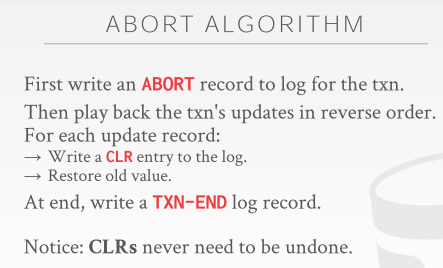 ABORT ALGORITHM
First write an ABORT record to log for the txn.
Then play back the txn's updates in reverse order.
For each update record:
→ Write a CLR entry to the log.
→ Restore old value.
At end, write a TXN-END log record.
Notice: CLRs never need to be undone.